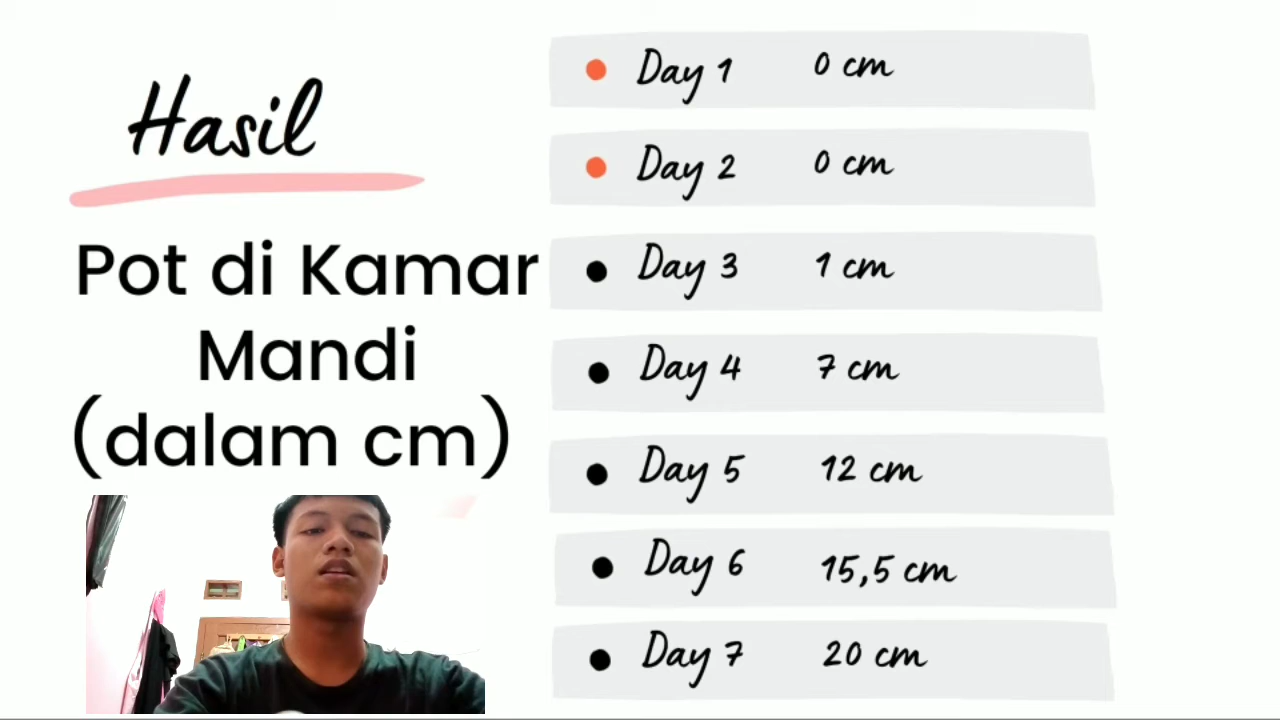 Hasil
Pot di Kamar
Mandi
(dalam cm)
Day 1 0 cm
Day 2 0 cm
Day 3 1 cm
Day 4 7 cm
Day 5 12 cm
Day 6 15,5 cm
Day 7 20 cm